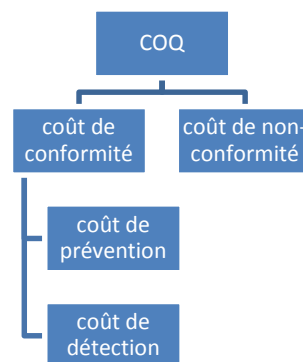 COQ
coût de
conformité
coût de non-
conformité
coût de
prévention
coût de
détection